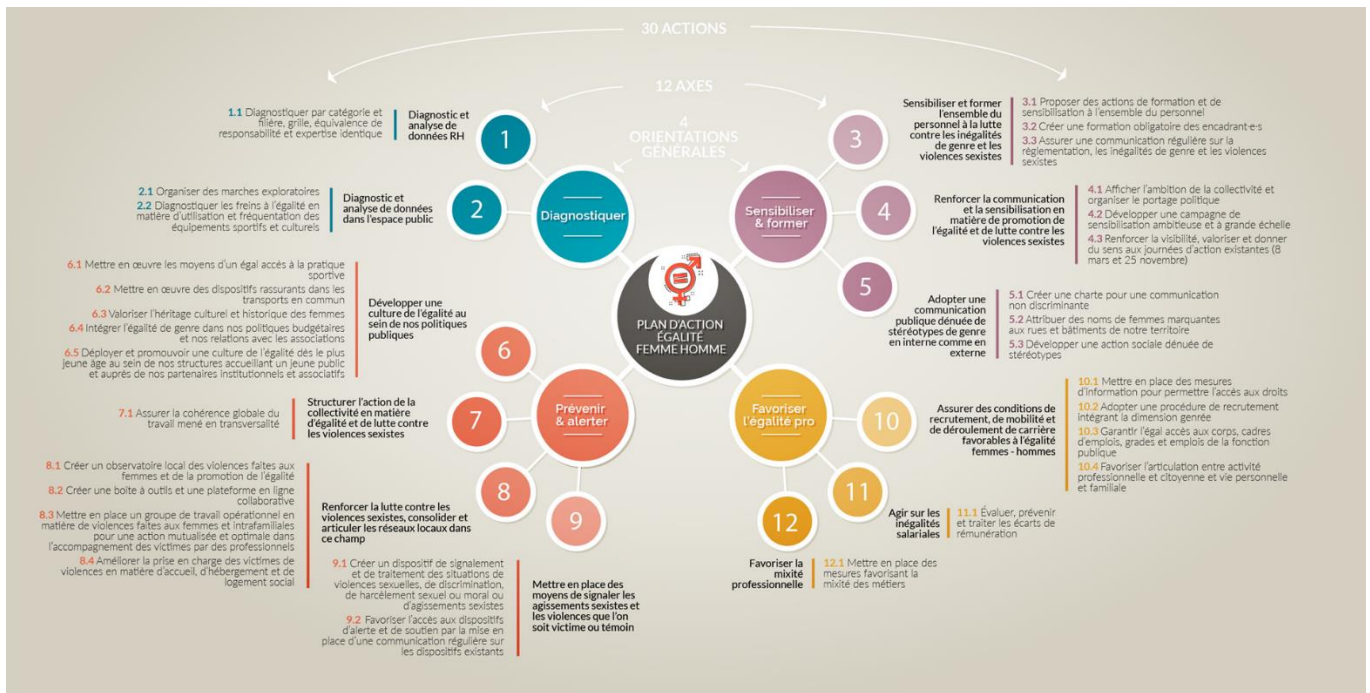 30 ACTIONS
12 AXES
4
ORIENTATIONS
GÉNÉRALES
PLAN D'ACTION
ÉGALITÉ
FEMME HOMME
Diagnostiquer
1
Diagnostic et
analyse de
données RH
1.1 Diagnostiquer par catégorie et
filière, grille, équivalence de
responsabilité et expertise identique
2
Diagnostic et
analyse de données
dans l'espace public
2.1 Organiser des marches exploratoires
2.2 Diagnostiquer les freins à l'égalité en
matière d'utilisation et fréquentation des
équipements sportifs et culturels
Sensibiliser
& former
3
Sensibiliser et former
l'ensemble du
personnel à la lutte
contre les inégalités
de genre et les
violences sexistes
3.1 Proposer des actions de formation et de
sensibilisation à l'ensemble du personnel
3.2 Créer une formation obligatoire des encadrant·e·s
3.3 Assurer une communication régulière sur la
règlementation, les inégalités de genre et les violences
sexistes
4
Renforcer la communication
et la sensibilisation en
matière de promotion de
l'égalité et de lutte contre les
violences sexistes
4.1 Afficher l'ambition de la collectivité et
organiser le portage politique
4.2 Développer une campagne de
sensibilisation ambitieuse et à grande échelle
4.3 Renforcer la visibilité, valoriser et donner
du sens aux journées d'action existantes (8
mars et 25 novembre)
5
Adopter une
communication
publique dénuée de
stéréotypes de genre
en interne comme en
externe
5.1 Créer une charte pour une communication
non discriminante
5.2 Attribuer des noms de femmes marquantes
aux rues et bâtiments de notre territoire
5.3 Développer une action sociale dénuée de
stéréotypes
Prévenir
& alerter
6
Développer une
culture de l'égalité au
sein de nos politiques
publiques
6.1 Mettre en œuvre les moyens d'un égal accès à la pratique
sportive
6.2 Mettre en œuvre des dispositifs rassurants dans les
transports en commun
6.3 Valoriser l'héritage culturel et historique des femmes
6.4 Intégrer l'égalité de genre dans nos politiques budgétaires
et nos relations avec les associations
6.5 Déployer et promouvoir une culture de l'égalité dès le plus
jeune âge au sein de nos structures accueillant un jeune public
et auprès de nos partenaires institutionnels et associatifs
7
Structurer l'action de la
collectivité en matière
d'égalité et de lutte contre
les violences sexistes
7.1 Assurer la cohérence globale du
travail mené en transversalité
8
Renforcer la lutte contre les
violences sexistes, consolider et
articuler les réseaux locaux dans
ce champ
8.1 Créer un observatoire local des violences faites aux
femmes et de la promotion de l'égalité
8.2 Créer une boîte à outils et une plateforme en ligne
collaborative
8.3 Mettre en place un groupe de travail opérationnel en
matière de violences faites aux femmes et intrafamiliales
pour une action mutualisée et optimale dans
l'accompagnement des victimes par des professionnels
8.4 Améliorer la prise en charge des victimes de
violences en matière d'accueil, d'hébergement et de
logement social
9
Mettre en place des
moyens de signaler les
agissements sexistes et
les violences que l'on
soit victime ou témoin
9.1 Créer un dispositif de signalement
et de traitement des situations de
violences sexuelles, de discrimination,
de harcèlement sexuel ou moral ou
d'agissements sexistes
9.2 Favoriser l'accès aux dispositifs
d'alerte et de soutien par la mise en
place d'une communication régulière sur
les dispositifs existants
Favoriser
l'égalité pro
10
Assurer des conditions de
recrutement, de mobilité et
de déroulement de carrière
favorables à l'égalité
femmes - hommes
10.1 Mettre en place des mesures
d'information pour permettre l'accès aux droits
10.2 Adopter une procédure de recrutement
intégrant la dimension genrée
10.3 Garantir l'égal accès aux corps, cadres
d'emplois, grades et emplois de la fonction
publique
10.4 Favoriser l'articulation entre activité
professionnelle et citoyenne et vie personnelle
et familiale
11
Agir sur les
inégalités
salariales
11.1 Évaluer, prévenir
et traiter les écarts de
rémunération
12
Favoriser la
mixité
professionnelle
12.1 Mettre en place des
mesures favorisant la
mixité des métiers